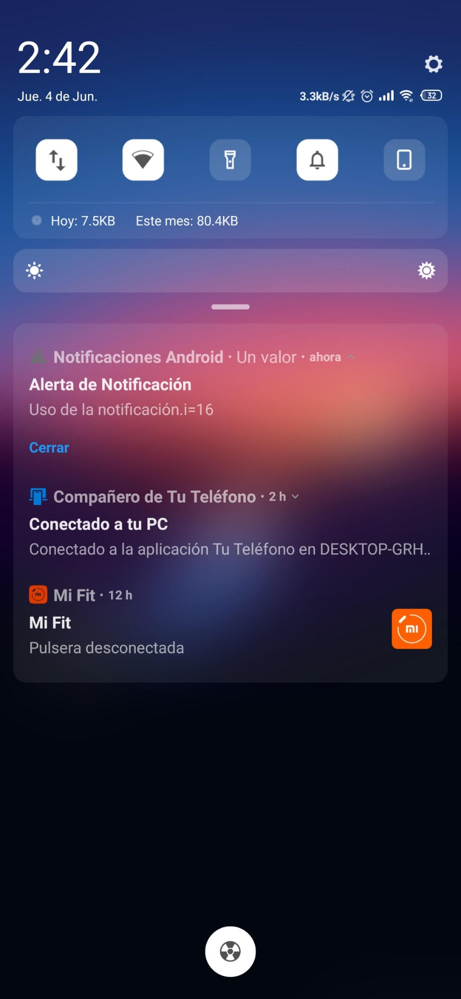 2:42
Jue. 4 de Jun.
3.3kB/s 32
Hoy: 7.5KB Este mes: 80.4KB
Notificaciones Android · Un valor · ahora
Alerta de Notificación
Uso de la notificación.i=16
Cerrar
Compañero de Tu Teléfono · 2 h
Conectado a tu PC
Conectado a la aplicación Tu Teléfono en DESKTOP-GRH..
Mi Fit · 12 h
Mi Fit
Pulsera desconectada